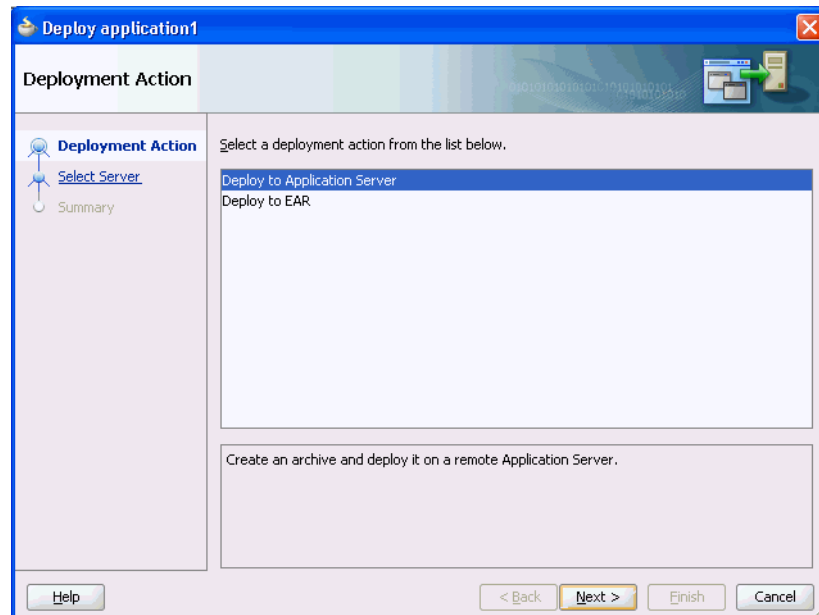 Deploy application1
Deployment Action
Deployment Action
Select Server
Summary
Select a deployment action from the list below.
Deploy to Application Server
Deploy to EAR
Create an archive and deploy it on a remote Application Server.
Help
< Back
Next >
Finish
Cancel